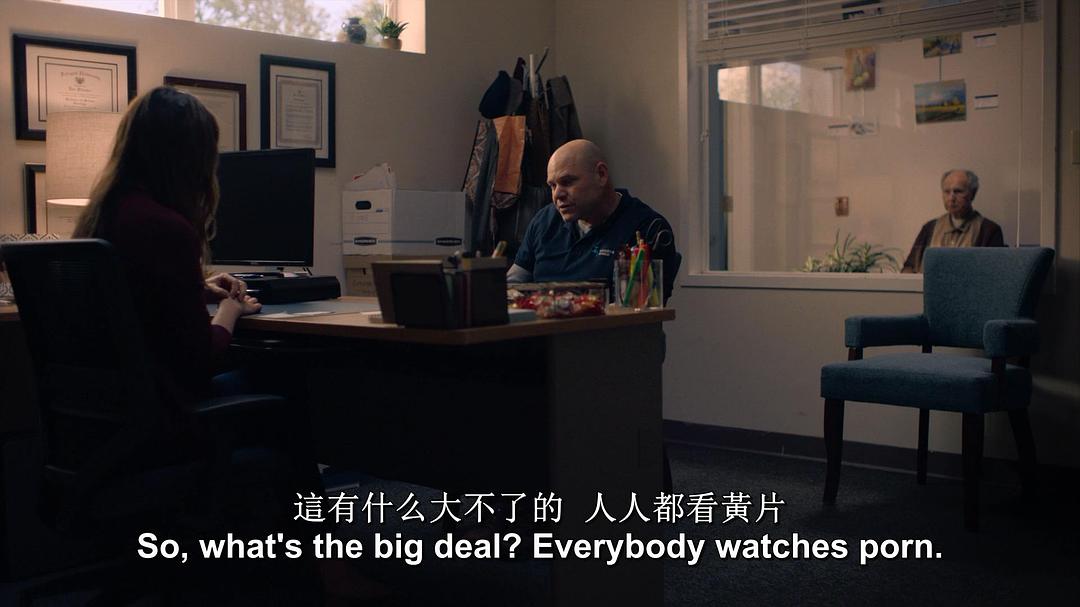 這有什么大不了的 人人都看黃片
So, what's the big deal? Everybody watches porn.